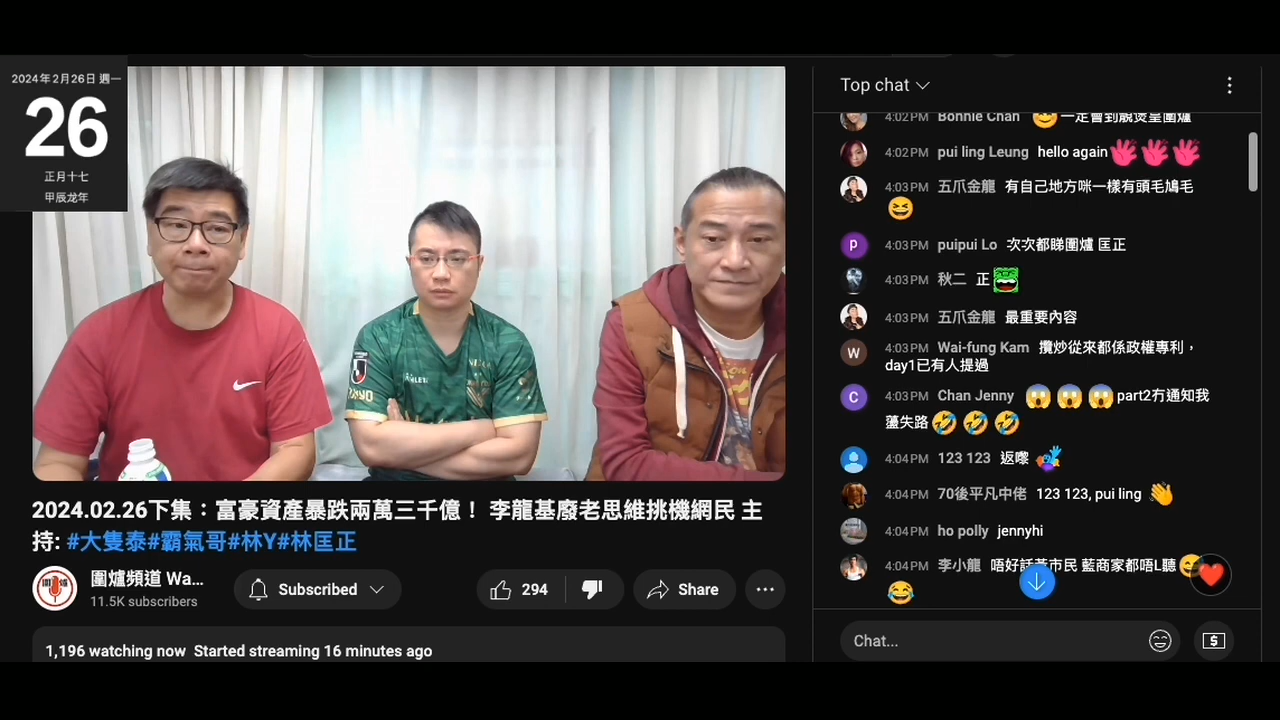 2024年2月26日 週一
26
正月十七
甲辰龙年
2024.02.26下集：富豪資產暴跌兩萬三千億！ 李龍基廢老思維挑機網民 主
持: #大隻泰#霸氣哥#林Y#林匡正
圍爐頻道 Wa...
11.5K subscribers
Subscribed
294
Share
1,196 watching now Started streaming 16 minutes ago
Top chat
4:02PM Bonnie Chan 一定會到靚煲皇圍爐
4:02PM pui ling Leung hello again
4:03PM 五爪金龍 有自己地方咪一樣有頭毛鳩毛
4:03PM puipui Lo 次次都睇圍爐 匡正
4:03PM 秋二 正
4:03PM 五爪金龍 最重要內容
4:03PM Wai-fung Kam 攬炒從來都係政權專利，
day1已有人提過
4:03PM Chan Jenny part2冇通知我
蘯失路
4:04PM 123 123 返嚟
4:04PM 70後平凡中佬 123 123, pui ling
4:04PM ho polly jennyhi
4:04PM 李小龍 唔好話黃市民 藍商家都唔L聽
Chat...